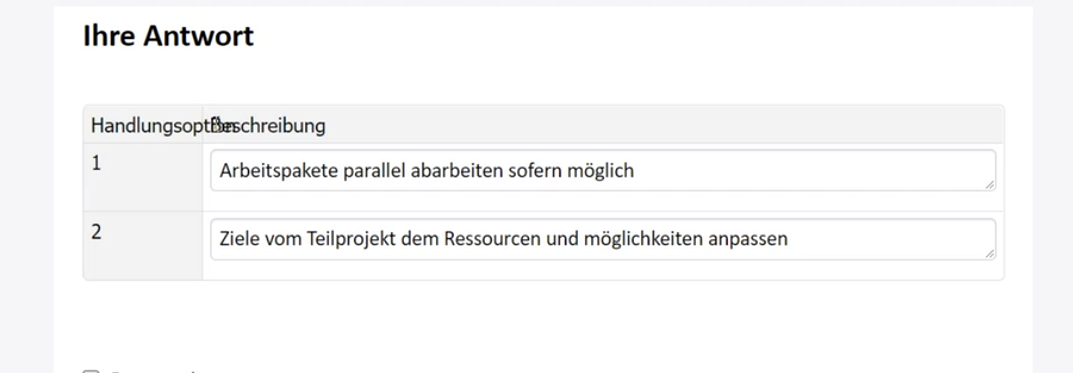 Ihre Antwort
Handlungsoption Beschreibung
1 Arbeitspakete parallel abarbeiten sofern möglich
2 Ziele vom Teilprojekt dem Ressourcen und möglichkeiten anpassen